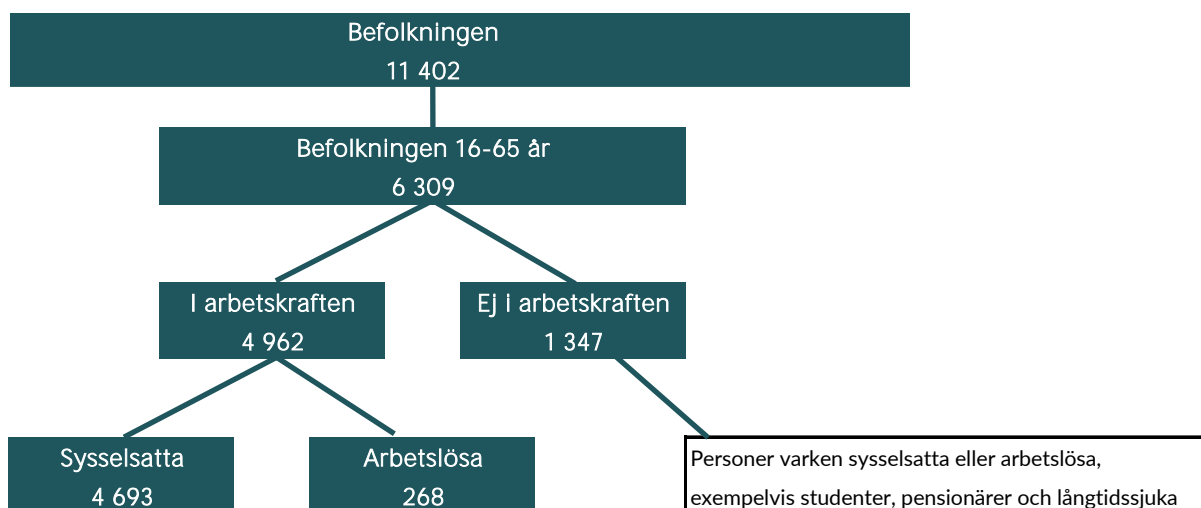 Befolkningen
11 402
Befolkningen 16-65 år
6 309
I arbetskraften
4 962
Ej i arbetskraften
1 347
Sysselsatta
4 693
Arbetslösa
268
Personer varken sysselsatta eller arbetslösa,
exempelvis studenter, pensionärer och långtidssjuka